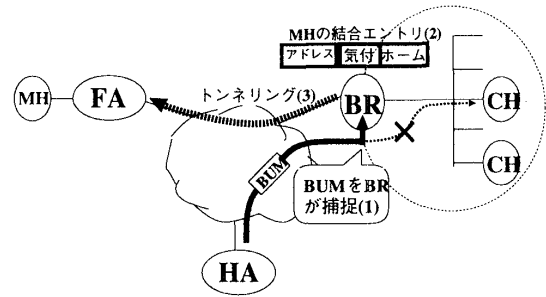 MHの結合エントリ(2)
アドレス 気付 ホーム
MH
FA
トンネリング(3)
BR
CH
BUM
CH
BUMをBR
が捕捉(1)
HA